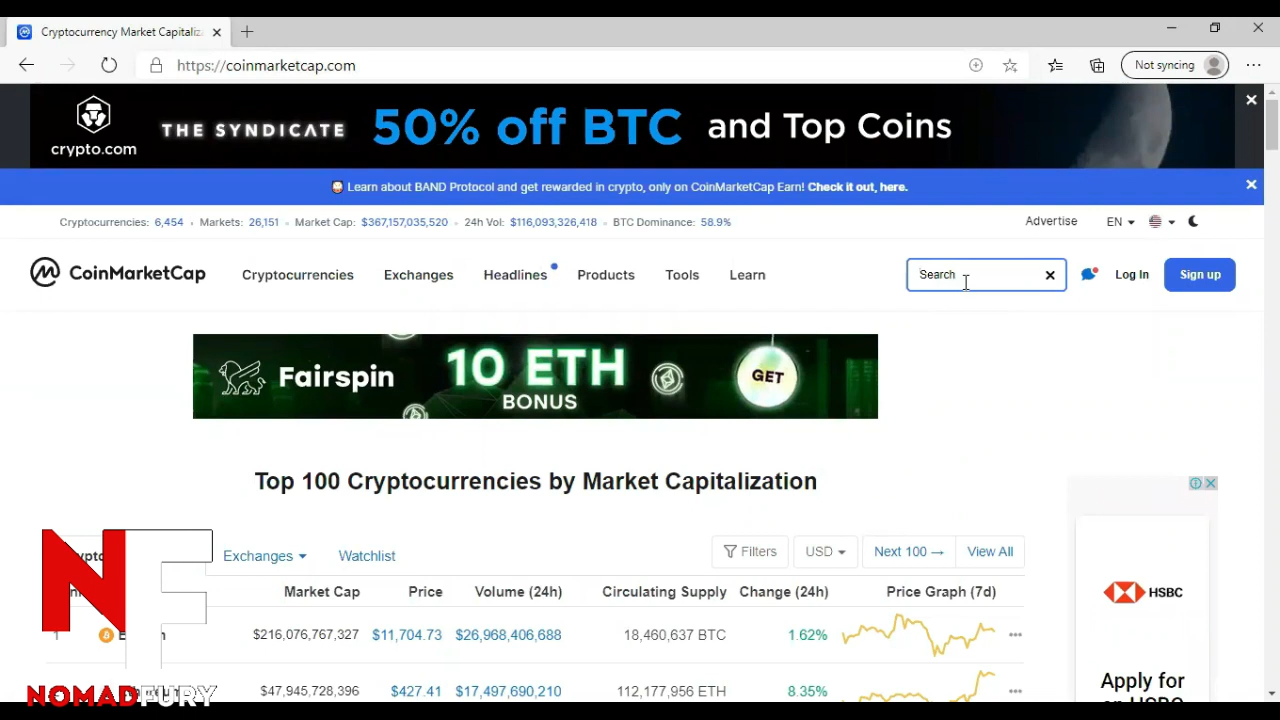 Cryptocurrency Market Capitaliz
https://coinmarketcap.com
Not syncing
crypto.com
THE SYNDICATE
50% off BTC and Top Coins
Learn about BAND Protocol and get rewarded in crypto, only on CoinMarketCap Earn! Check it out, here.
Cryptocurrencies: 6,454 • Markets: 26,151 • Market Cap: $367,157,035,520 • 24h Vol: $116,093,326,418 • BTC Dominance: 58.9%
Advertise EN
CoinMarketCap Cryptocurrencies Exchanges Headlines Products Tools Learn
Search
Log In Sign up
Fairspin
10 ETH
BONUS
GET
Top 100 Cryptocurrencies by Market Capitalization
Exchanges Watchlist
Filters USD Next 100 → View All
Market Cap Price Volume (24h) Circulating Supply Change (24h) Price Graph (7d)
1 $216,076,767,327 $11,704.73 $26,968,406,688 18,460,637 BTC 1.62%
$47,945,728,396 $427.41 $17,497,690,210 112,177,956 ETH 8.35%
HSBC
Apply for
an HSBC
NF
NOMADFURY